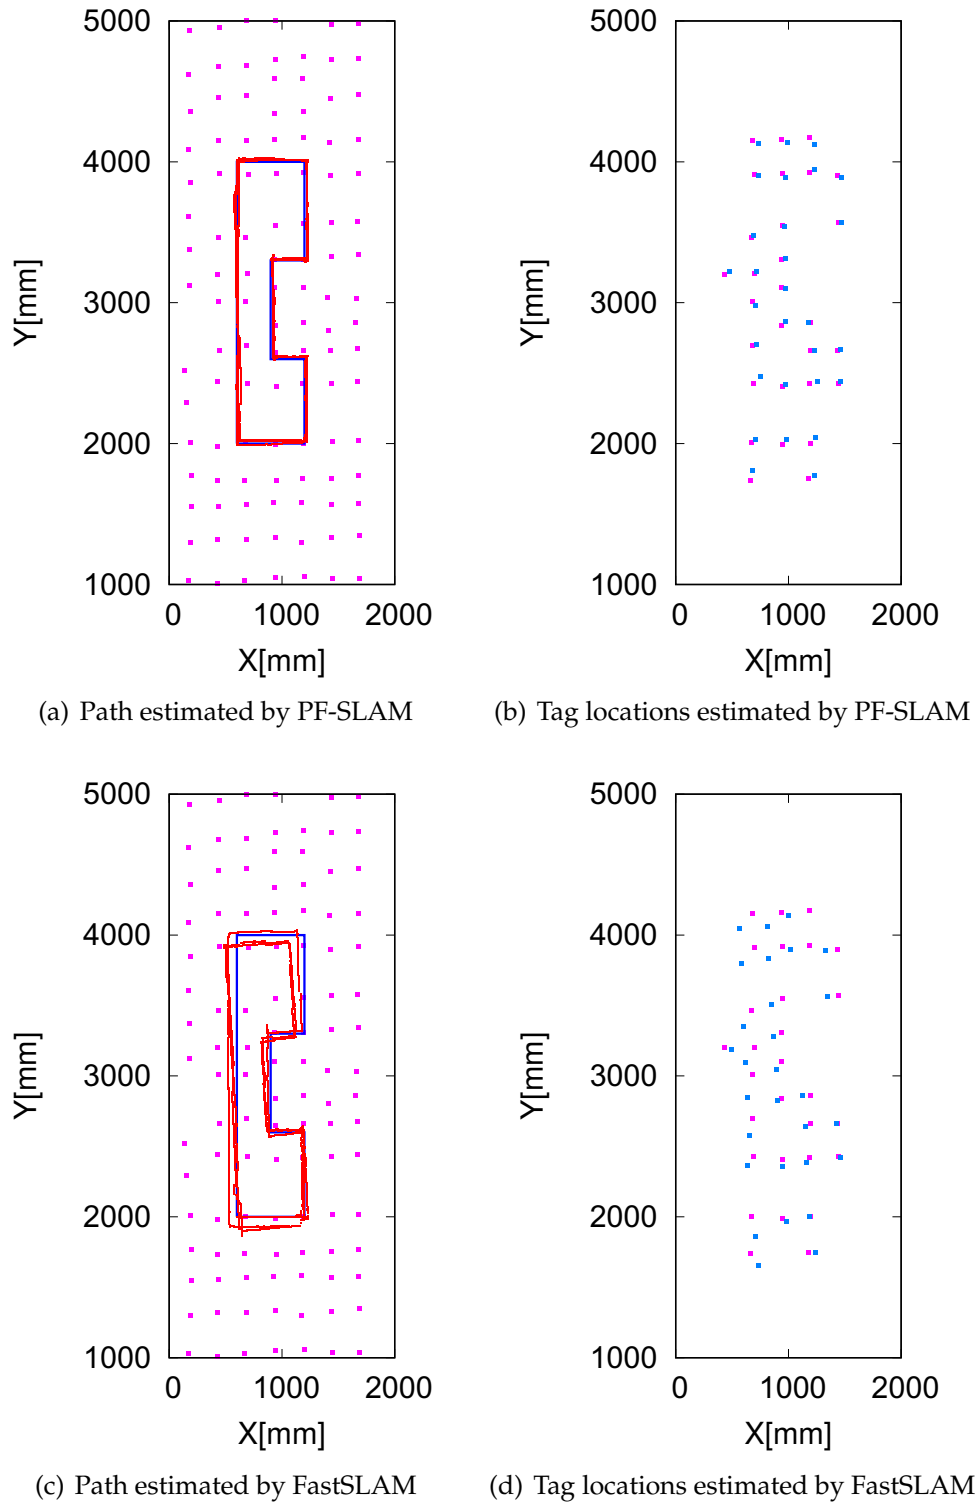 5000
4000
3000
2000
1000
Y[mm]
0 1000 2000
X[mm]
(a) Path estimated by PF-SLAM
5000
4000
3000
2000
1000
Y[mm]
0 1000 2000
X[mm]
(b) Tag locations estimated by PF-SLAM
5000
4000
3000
2000
1000
Y[mm]
0 1000 2000
X[mm]
(c) Path estimated by FastSLAM
5000
4000
3000
2000
1000
Y[mm]
0 1000 2000
X[mm]
(d) Tag locations estimated by FastSLAM